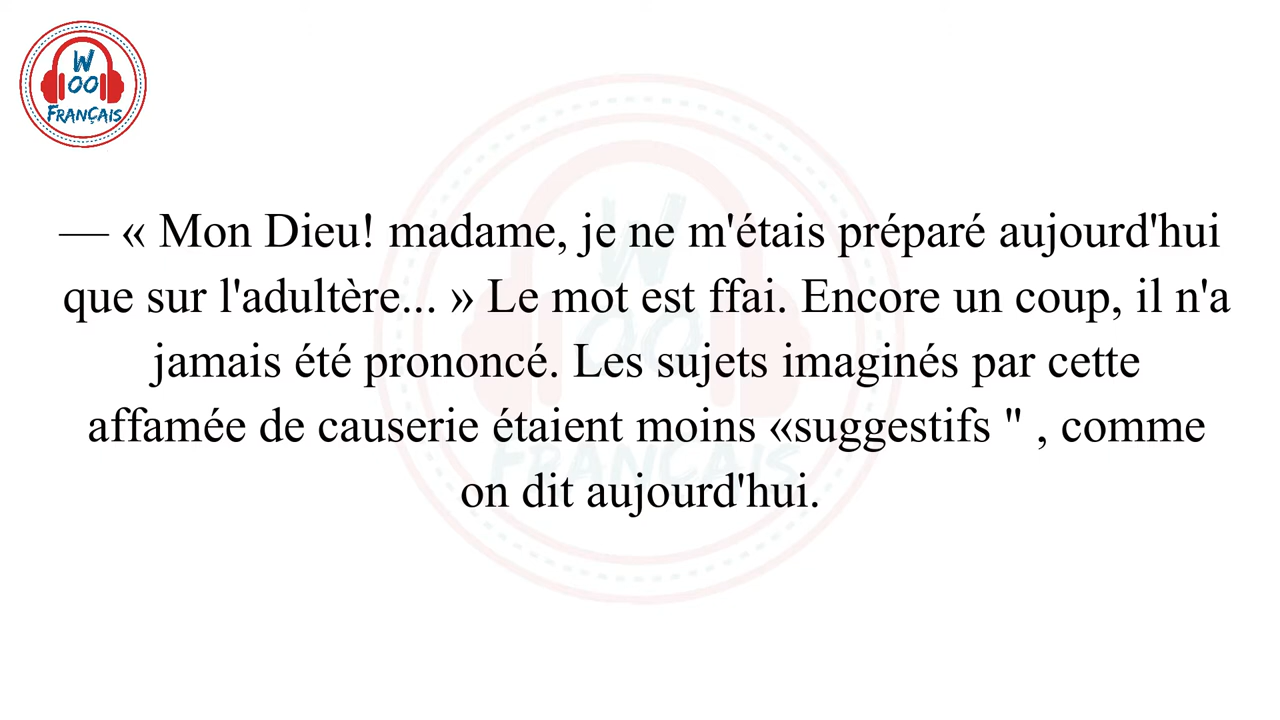 W
OO
FRANÇAIS
— « Mon Dieu! madame, je ne m'étais préparé aujourd'hui
que sur l'adultère... » Le mot est ffai. Encore un coup, il n'a
jamais été prononcé. Les sujets imaginés par cette
affamée de causerie étaient moins «suggestifs " , comme
on dit aujourd'hui.
W
OO
FRANÇAIS